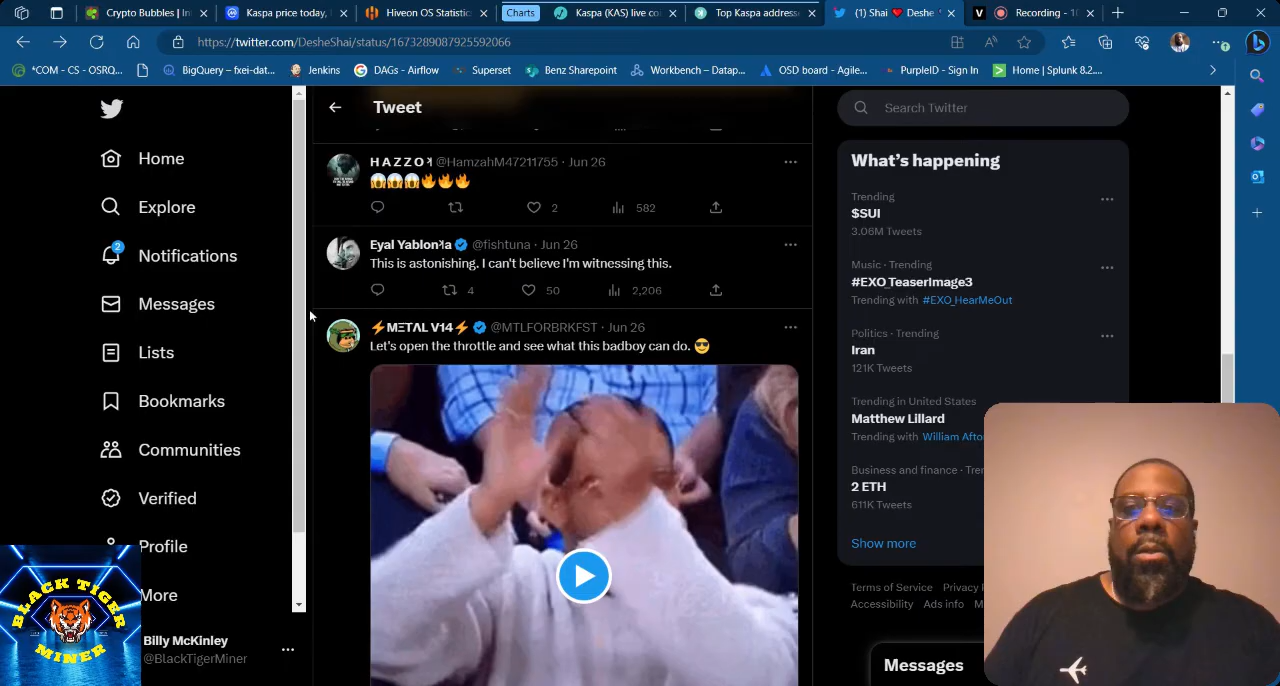 Crypto Bubbles | In
Kaspa price today,
Hiveon OS Statistic
Charts
Kaspa (KAS) live co
Top Kaspa address
(1) Shai ❤️ Deshe
Recording - 1
https://twitter.com/DesheShai/status/1673289087925592066
*COM - CS - OSRQ...
BigQuery – fxei-dat...
Jenkins
DAGs - Airflow
Superset
Benz Sharepoint
Workbench – Datap...
OSD board - Agile...
PurpleID - Sign In
Home | Splunk 8.2....
Home
Explore
2
Notifications
Messages
Lists
Bookmarks
Communities
Verified
Profile
More
Billy McKinley
@BlackTigerMiner
BLACK TIGER
MINER
Tweet
H A Z Z O ʞ @HamzahM47211755 · Jun 26
😱😱😱🔥🔥🔥
2
582
Eyal Yablonʞa @fishtuna · Jun 26
This is astonishing. I can't believe I'm witnessing this.
4
50
2,206
⚡MΞTΛL V14⚡ @MTLFORBRKFST · Jun 26
Let's open the throttle and see what this badboy can do. 😎
Search Twitter
What's happening
Trending
$SUI
3.06M Tweets
Music · Trending
#EXO_TeaserImage3
Trending with #EXO_HearMeOut
Politics · Trending
Iran
121K Tweets
Trending in United States
Matthew Lillard
Trending with William Afto
Business and finance · Tre
2 ETH
611K Tweets
Show more
Terms of Service Privacy
Accessibility Ads info M
Messages